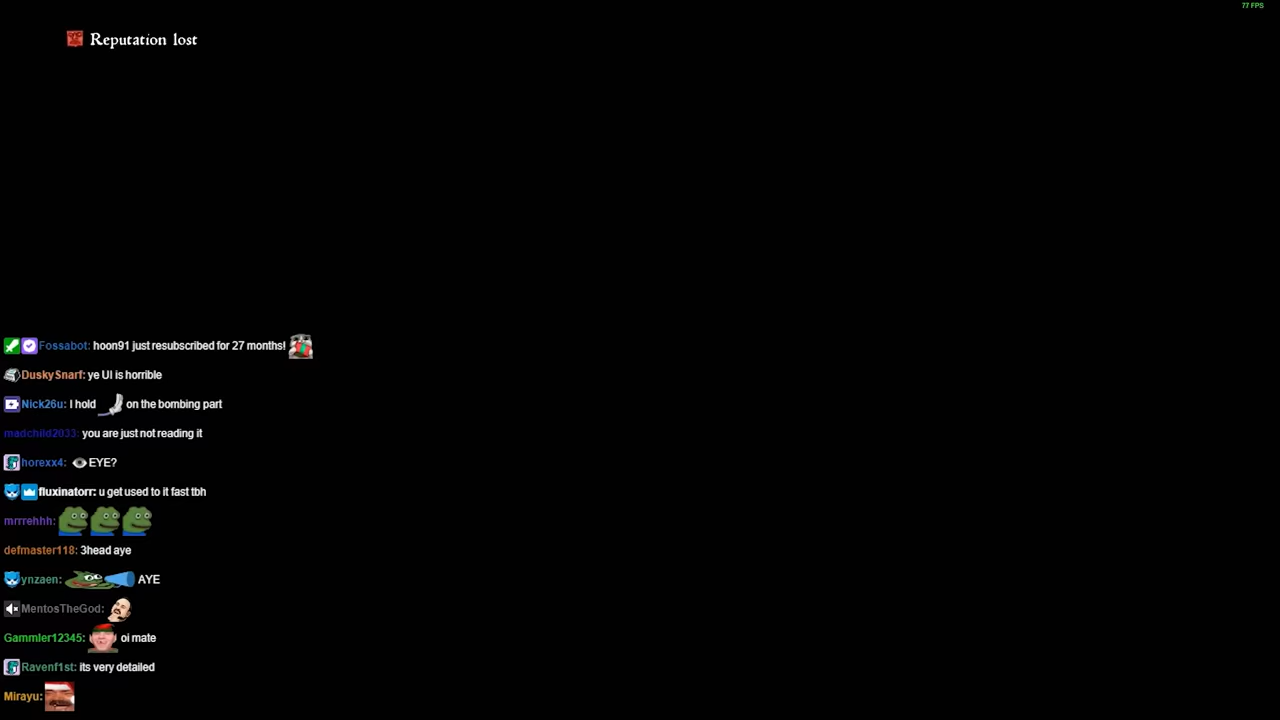 77 FPS
Reputation lost
Fossabot: hoon91 just resubscribed for 27 months!
DuskySnarf: ye UI is horrible
Nick26u: I hold on the bombing part
madchild2033: you are just not reading it
horexx4: EYE?
fluxinatorr: u get used to it fast tbh
mrrrehhh:
defmaster118: 3head aye
ynzaen: AYE
MentosTheGod:
Gammler12345: oi mate
Ravenf1st: its very detailed
Mirayu: